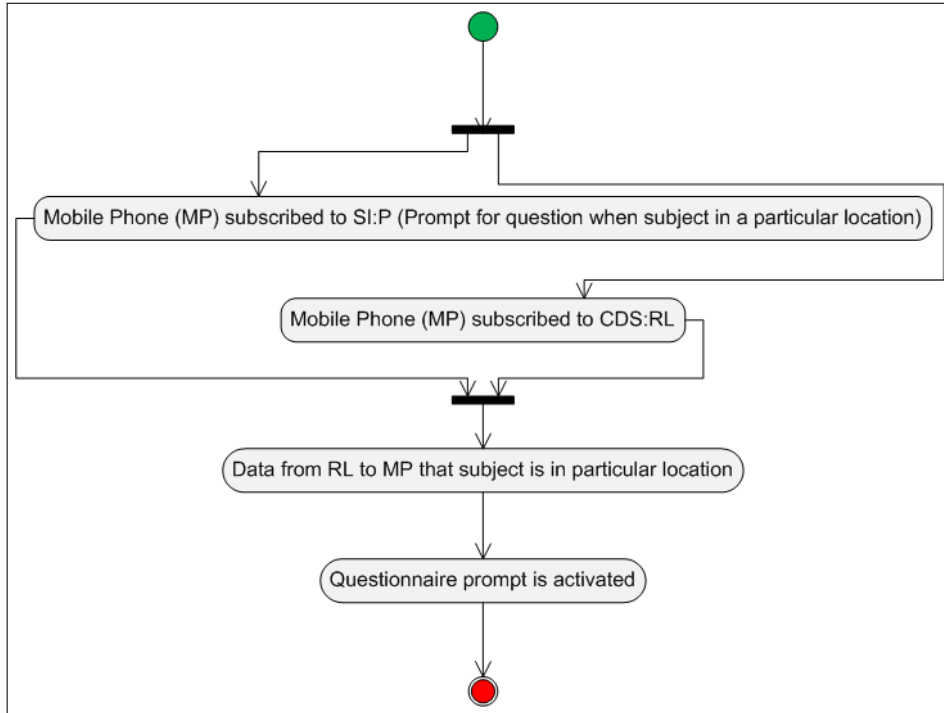 Mobile Phone (MP) subscribed to SI:P (Prompt for question when subject in a particular location)
Mobile Phone (MP) subscribed to CDS:RL
Data from RL to MP that subject is in particular location
Questionnaire prompt is activated